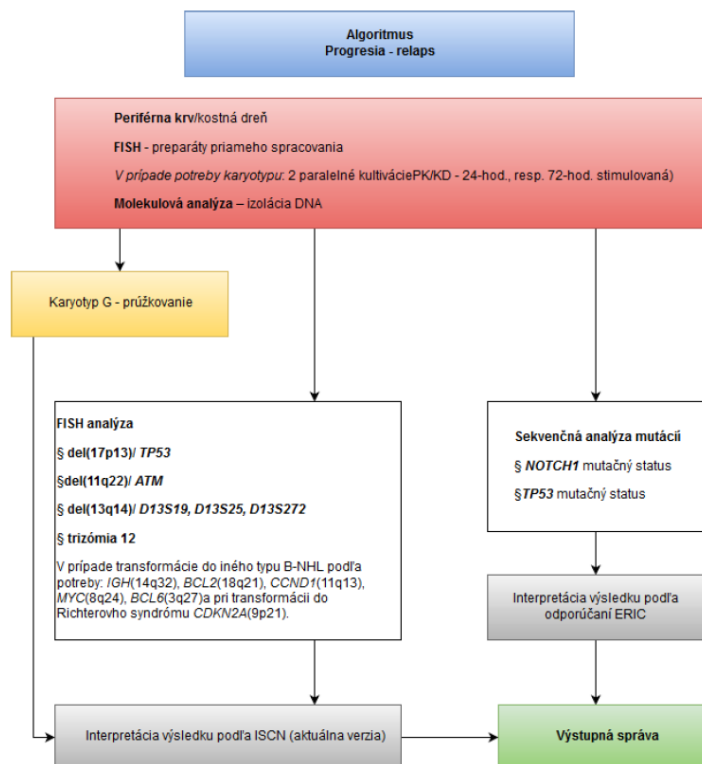 Algoritmus
Progresia - relaps
Periférna krv/kostná dreň
FISH - preparáty priameho spracovania
V prípade potreby karyotypu: 2 paralelné kultiváciePK/KD - 24-hod., resp. 72-hod. stimulovaná)
Molekulová analýza – izolácia DNA
Karyotyp G - prúžkovanie
FISH analýza
§ del(17p13)/ TP53
§del(11q22)/ ATM
§ del(13q14)/ D13S19, D13S25, D13S272
§ trizómia 12
V prípade transformácie do iného typu B-NHL podľa
potreby: IGH(14q32), BCL2(18q21), CCND1(11q13),
MYC(8q24), BCL6(3q27)a pri transformácii do
Richterovho syndrómu CDKN2A(9p21).
Sekvenčná analýza mutácií
§ NOTCH1 mutačný status
§TP53 mutačný status
Interpretácia výsledku podľa
odporúčaní ERIC
Interpretácia výsledku podľa ISCN (aktuálna verzia)
Výstupná správa